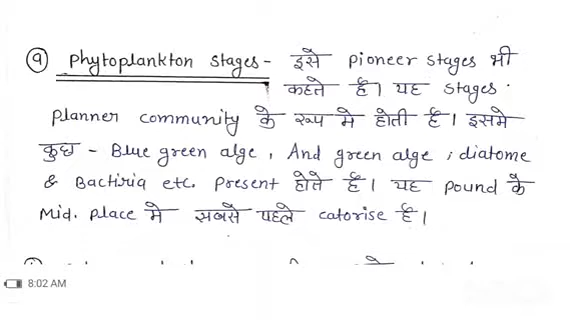 (a) Phytoplankton stages- इसे pioneer stages भी
कहते है। यह stages.
planner community के रूप मे होती है। इसमे
कुछ - Blue green alge, And green alge, diatome
& Bactiria etc. present होते है। यह pound के
Mid. place मे सबसे पहले catorise है।
8:02 AM